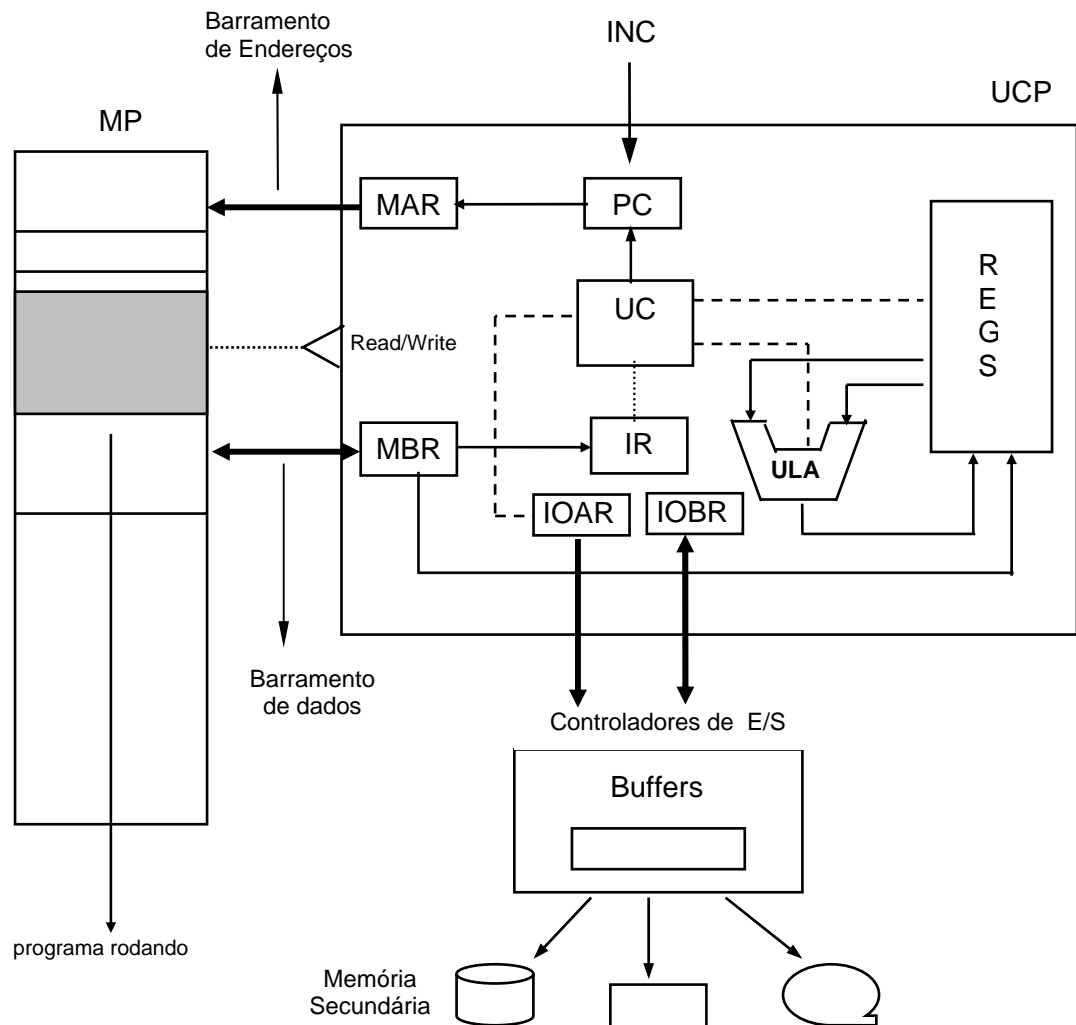 Barramento
de Endereços
INC
UCP
MP
MAR
PC
R
E
G
S
UC
Read/Write
MBR
IR
ULA
IOAR
IOBR
Barramento
de dados
Controladores de E/S
Buffers
programa rodando
Memória
Secundária